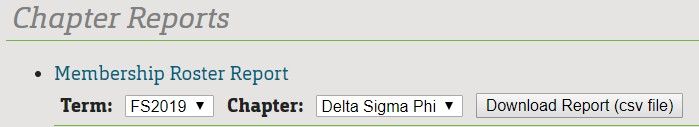 Chapter Reports
Membership Roster Report
Term: FS2019 Chapter: Delta Sigma Phi Download Report (csv file)